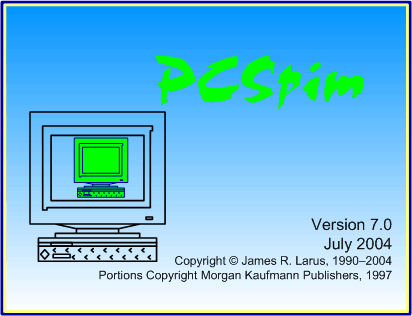 PCSpim
Version 7.0
July 2004
Copyright © James R. Larus, 1990–2004
Portions Copyright Morgan Kaufmann Publishers, 1997